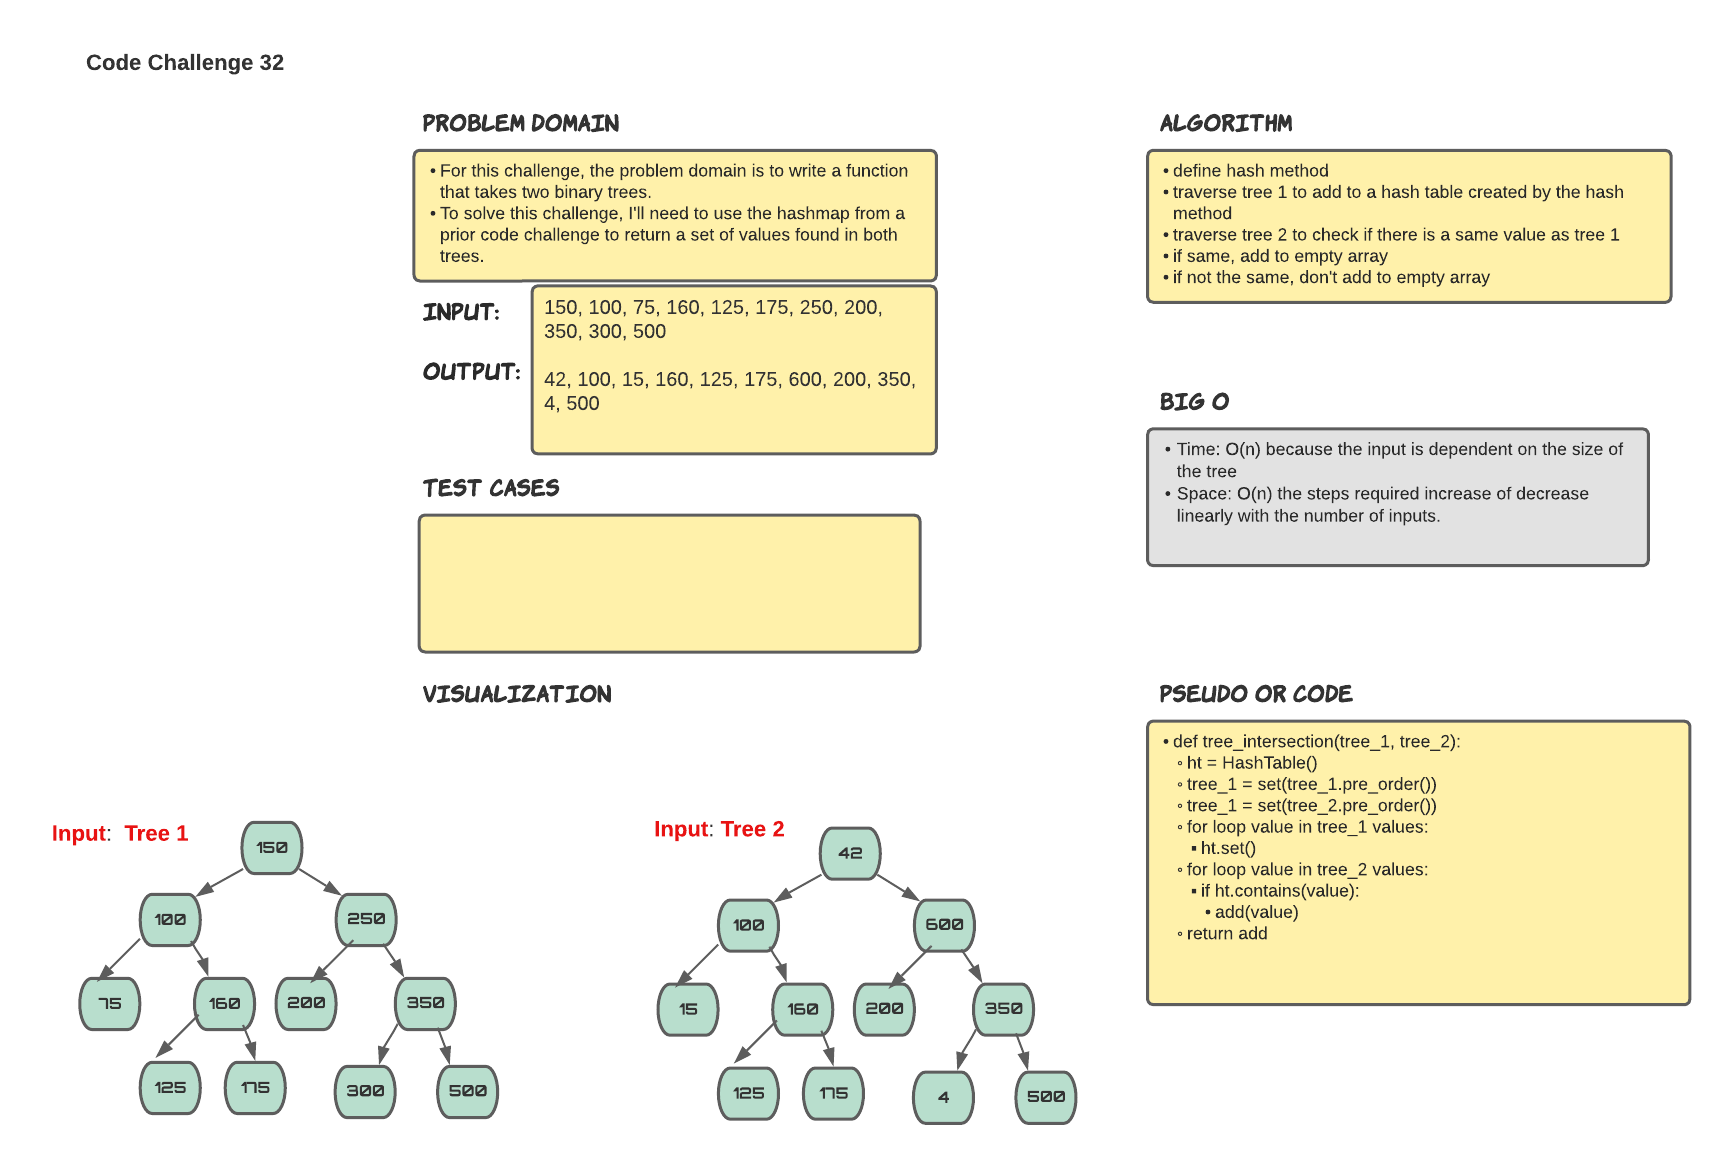 Code Challenge 32
PROBLEM DOMAIN
• For this challenge, the problem domain is to write a function
that takes two binary trees.
• To solve this challenge, I'll need to use the hashmap from a
prior code challenge to return a set of values found in both
trees.
INPUT:
150, 100, 75, 160, 125, 175, 250, 200,
350, 300, 500
OUTPUT:
42, 100, 15, 160, 125, 175, 600, 200, 350,
4, 500
TEST CASES
VISUALIZATION
Input: Tree 1
150
100
250
75
160
200
350
125
175
300
500
Input: Tree 2
42
100
600
15
160
200
350
125
175
4
500
ALGORITHM
• define hash method
• traverse tree 1 to add to a hash table created by the hash
method
• traverse tree 2 to check if there is a same value as tree 1
• if same, add to empty array
• if not the same, don't add to empty array
BIG O
• Time: O(n) because the input is dependent on the size of
the tree
• Space: O(n) the steps required increase of decrease
linearly with the number of inputs.
PSEUDO OR CODE
• def tree_intersection(tree_1, tree_2):
◦ ht = HashTable()
◦ tree_1 = set(tree_1.pre_order())
◦ tree_1 = set(tree_2.pre_order())
◦ for loop value in tree_1 values:
▪ ht.set()
◦ for loop value in tree_2 values:
▪ if ht.contains(value):
• add(value)
◦ return add